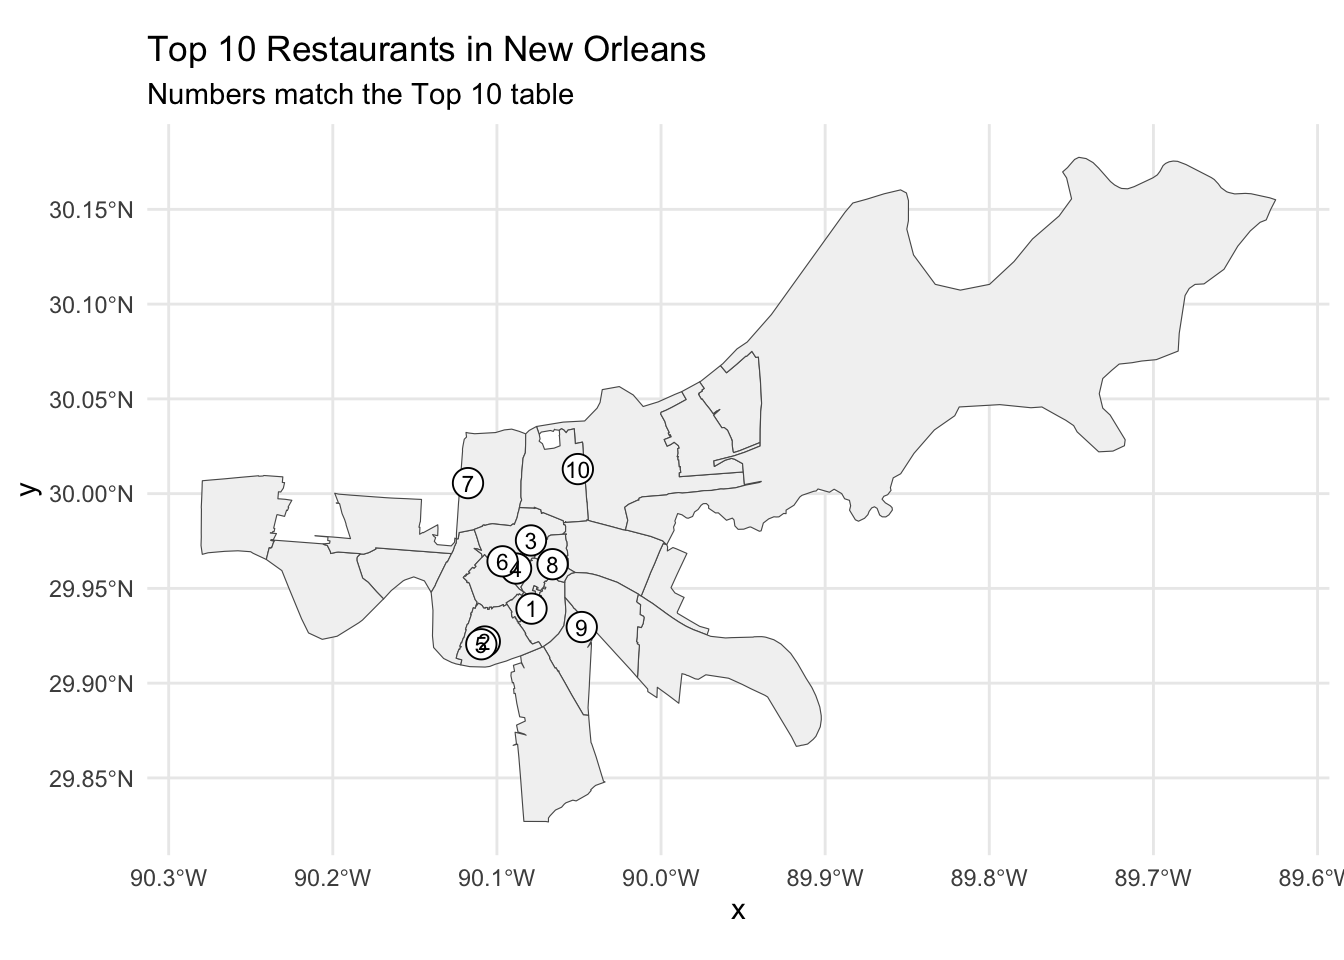 Top 10 Restaurants in New Orleans
Numbers match the Top 10 table
30.15°N
30.10°N
30.05°N
30.00°N
29.95°N
29.90°N
29.85°N
y
10
7
3
6
4
8
1
9
5
2
90.3°W
90.2°W
90.1°W
90.0°W
89.9°W
89.8°W
89.7°W
89.6°W
x